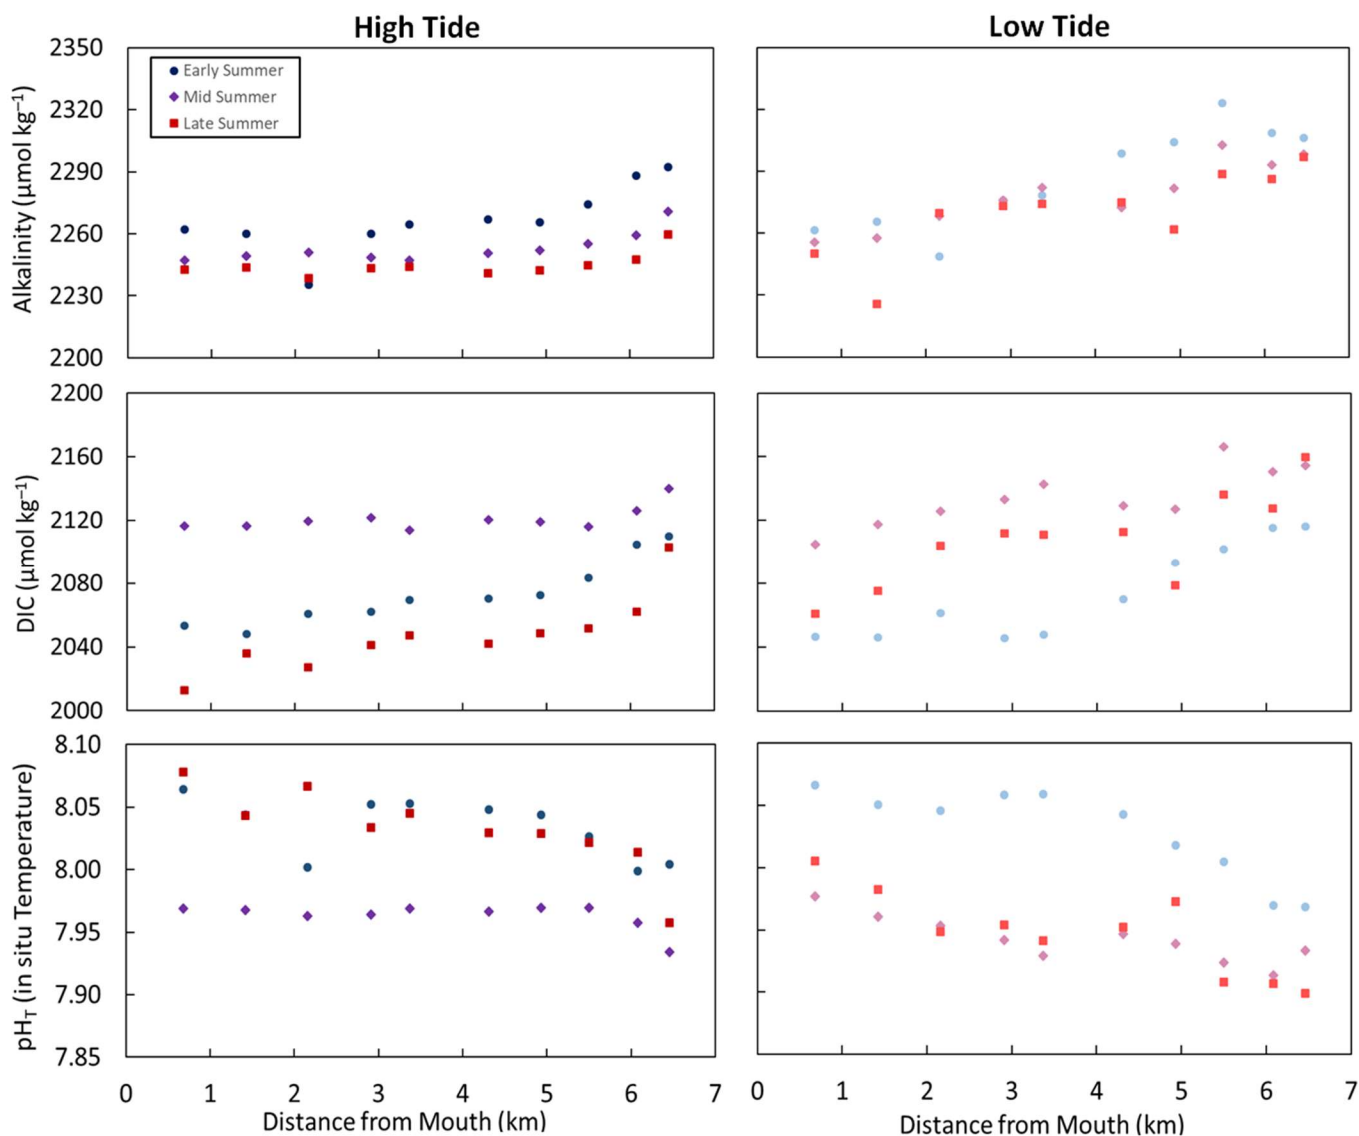 High Tide
Low Tide
Early Summer
Mid Summer
Late Summer
Alkalinity (µmol kg⁻¹)
2350
2320
2290
2260
2230
2200
DIC (µmol kg⁻¹)
2200
2160
2120
2080
2040
2000
pH_T (in situ Temperature)
8.10
8.05
8.00
7.95
7.90
7.85
0 1 2 3 4 5 6 7
0 1 2 3 4 5 6 7
Distance from Mouth (km)
Distance from Mouth (km)